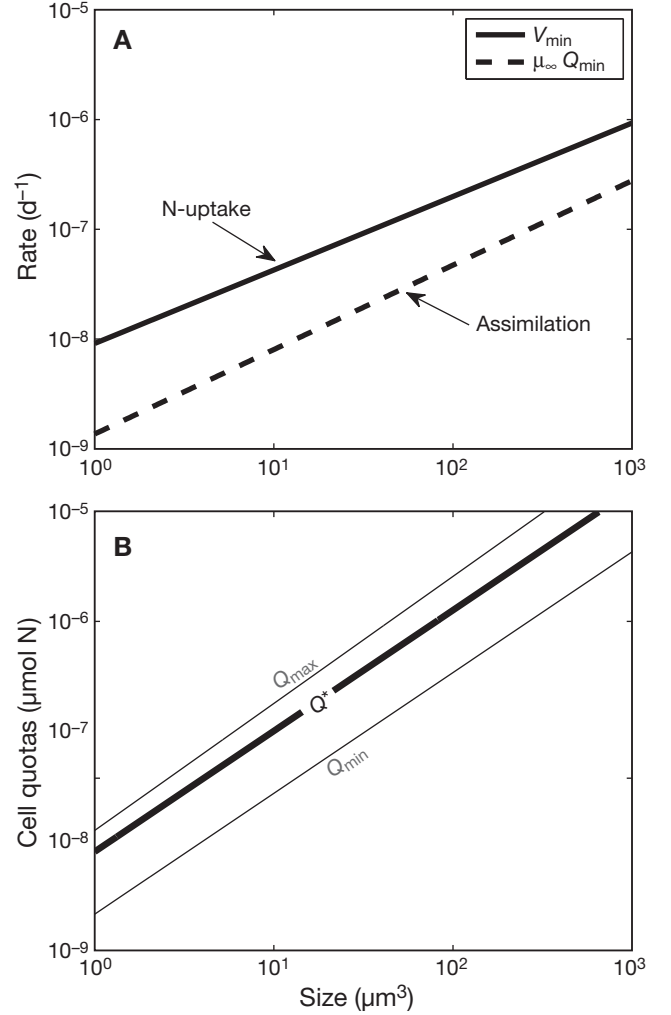 10⁻⁵
A
V_min
μ_∞ Q_min
10⁻⁶
Rate (d⁻¹)
N-uptake
10⁻⁷
Assimilation
10⁻⁸
10⁻⁹
10⁰
10¹
10²
10³
10⁻⁵
B
10⁻⁶
Cell quotas (μmol N)
Q_max
Q*
10⁻⁷
Q_min
10⁻⁸
10⁻⁹
10⁰
10¹
10²
10³
Size (μm³)